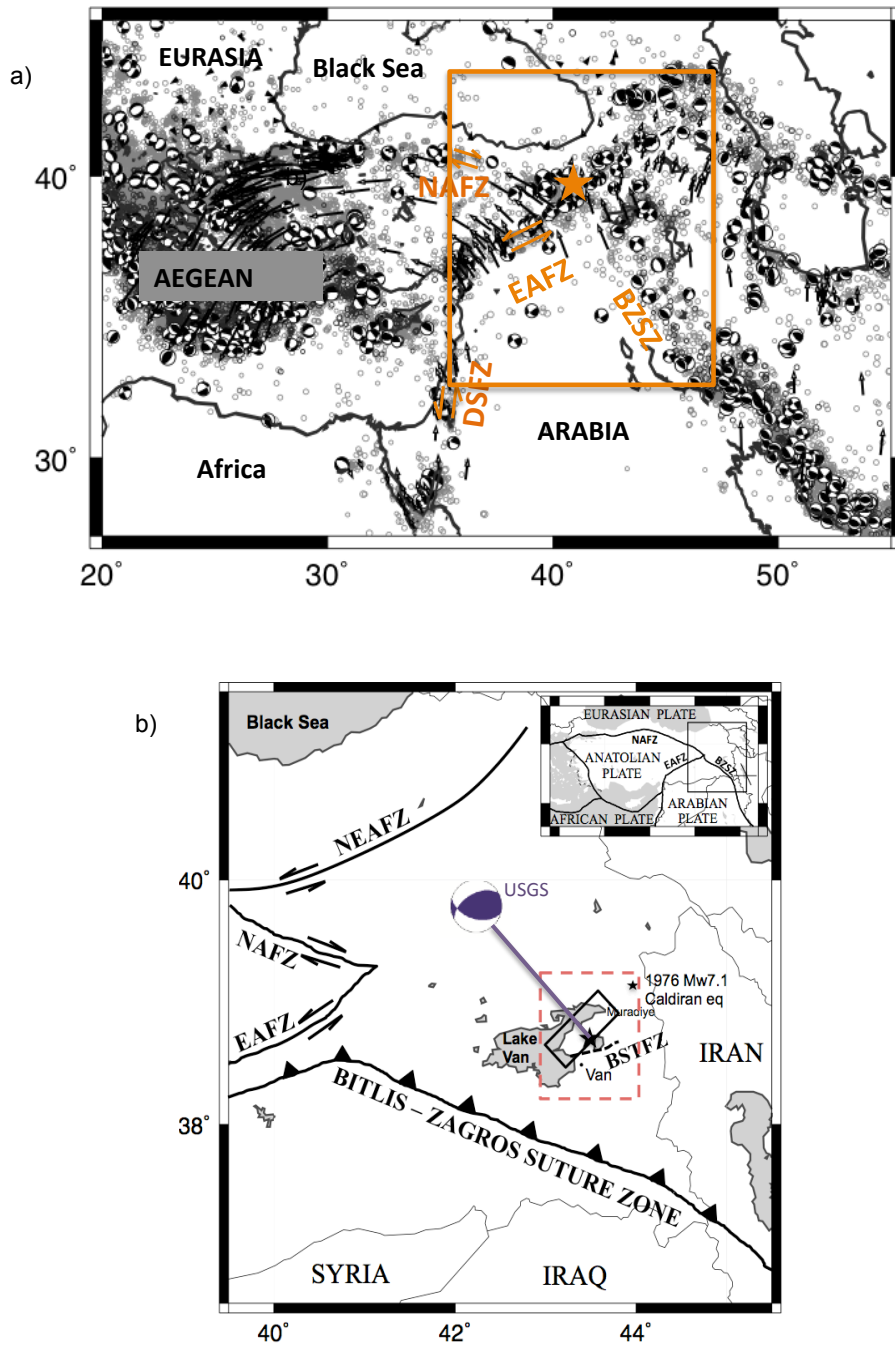 a)
EURASIA
Black Sea
40˚
NAFZ
AEGEAN
EAFZ
BZSZ
DSFZ
ARABIA
30˚
Africa
20˚
30˚
40˚
50˚
b)
Black Sea
EURASIAN PLATE
NAFZ
ANATOLIAN
PLATE
EAFZ
BZSZ
ARABIAN
PLATE
AFRICAN PLATE
NEAFZ
40˚
USGS
NAFZ
1976 Mw7.1
Caldiran eq
Muradiye
EAFZ
Lake
Van
BSTFZ
IRAN
Van
38˚
BITLIS – ZAGROS SUTURE ZONE
SYRIA
IRAQ
40˚
42˚
44˚